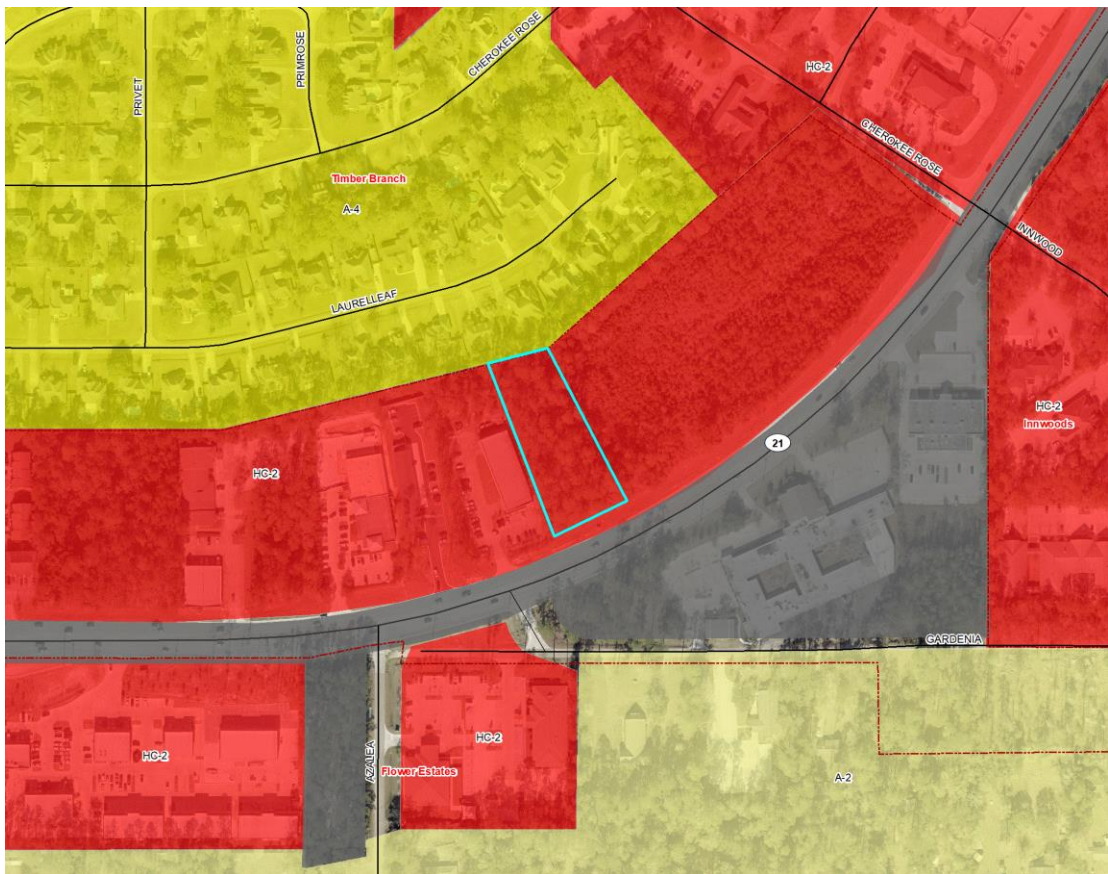 CHEROKEE ROSE
PRIMROSE
PRIVET
HC-2
CHEROKEE ROSE
Timber Branch
A-4
INNWOOD
LAURELLEAF
HC-2
Innwoods
21
HC-2
GARDENIA
HC-2
HC-2
AZALEA
Flower Estates
A-2